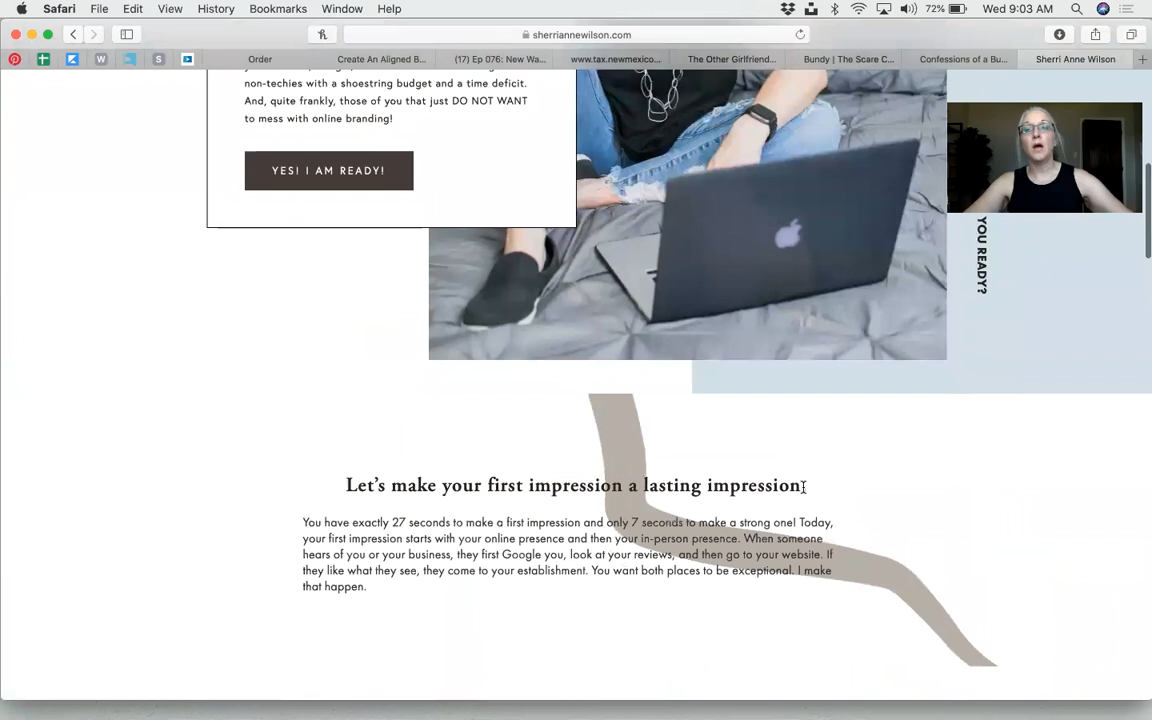 Safari File Edit View History Bookmarks Window Help 72% Wed 9:03 AM
sherriannewilson.com
Order Create An Aligned B... (17) Ep 076: New Wa... www.tax.newmexico... The Other Girlfriend... Bundy | The Scare C... Confessions of a Bu... Sherri Anne Wilson
non-techies with a shoestring budget and a time deficit.
And, quite frankly, those of you that just DO NOT WANT
to mess with online branding!
YES! I AM READY!
YOU READY?
Let's make your first impression a lasting impression
You have exactly 27 seconds to make a first impression and only 7 seconds to make a strong one! Today,
your first impression starts with your online presence and then your in-person presence. When someone
hears of you or your business, they first Google you, look at your reviews, and then go to your website. If
they like what they see, they come to your establishment. You want both places to be exceptional. I make
that happen.